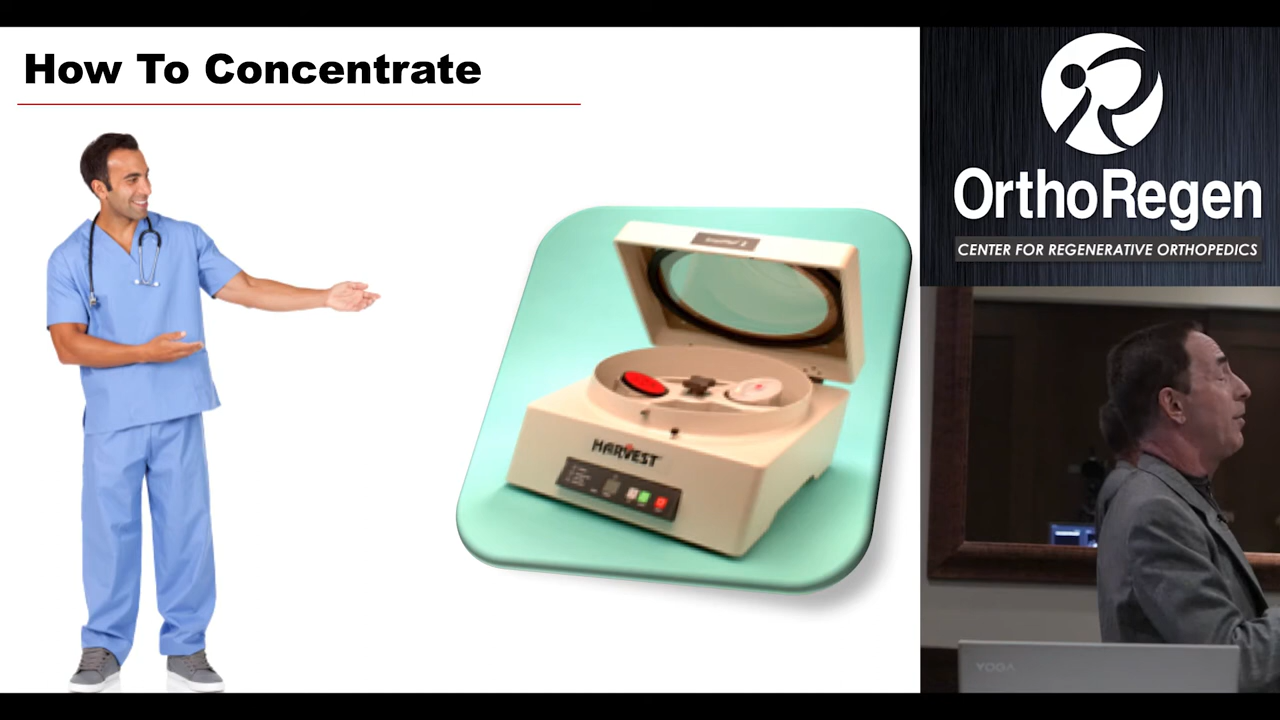 How To Concentrate
HARVEST
OrthoRegen
CENTER FOR REGENERATIVE ORTHOPEDICS
YOGA